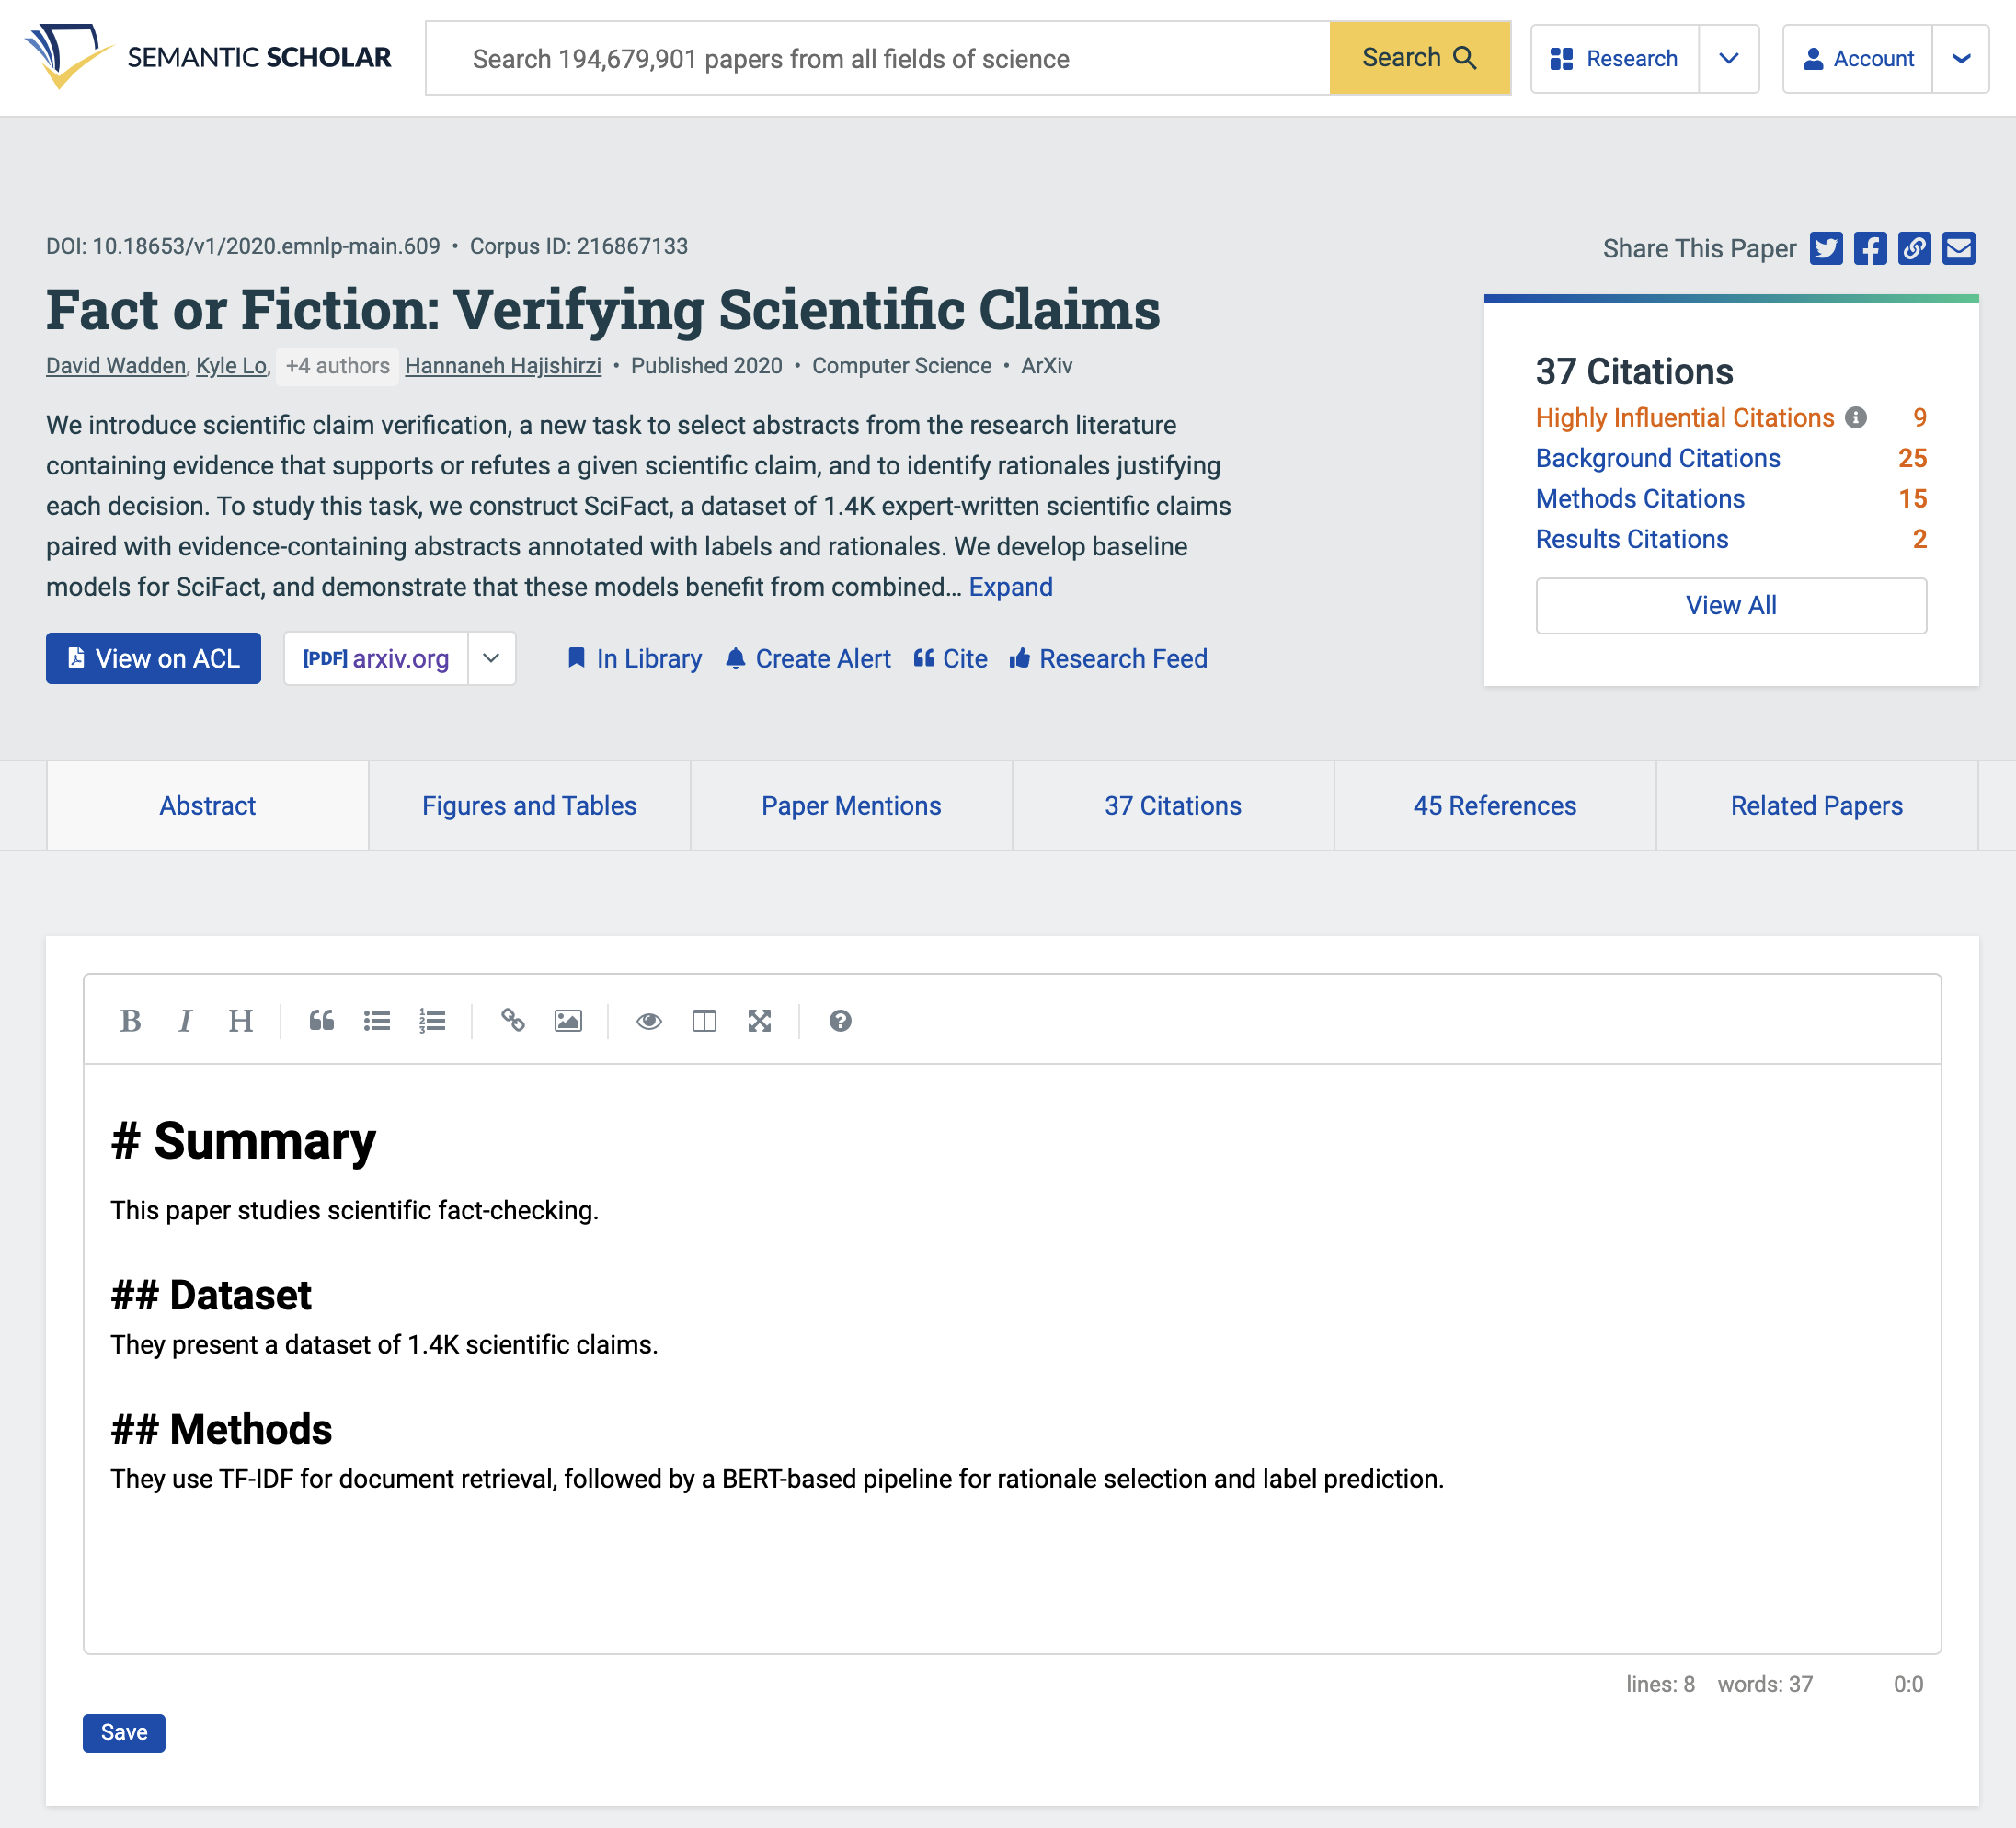 SEMANTIC SCHOLAR
Search 194,679,901 papers from all fields of science
Search
Research
Account
DOI: 10.18653/v1/2020.emnlp-main.609 • Corpus ID: 216867133
Share This Paper
Fact or Fiction: Verifying Scientific Claims
David Wadden, Kyle Lo, +4 authors Hannaneh Hajishirzi • Published 2020 • Computer Science • ArXiv
We introduce scientific claim verification, a new task to select abstracts from the research literature
containing evidence that supports or refutes a given scientific claim, and to identify rationales justifying
each decision. To study this task, we construct SciFact, a dataset of 1.4K expert-written scientific claims
paired with evidence-containing abstracts annotated with labels and rationales. We develop baseline
models for SciFact, and demonstrate that these models benefit from combined… Expand
View on ACL
[PDF] arxiv.org
In Library
Create Alert
Cite
Research Feed
37 Citations
Highly Influential Citations 9
Background Citations 25
Methods Citations 15
Results Citations 2
View All
Abstract
Figures and Tables
Paper Mentions
37 Citations
45 References
Related Papers
B I H
# Summary
This paper studies scientific fact-checking.
## Dataset
They present a dataset of 1.4K scientific claims.
## Methods
They use TF-IDF for document retrieval, followed by a BERT-based pipeline for rationale selection and label prediction.
lines: 8 words: 37 0:0
Save